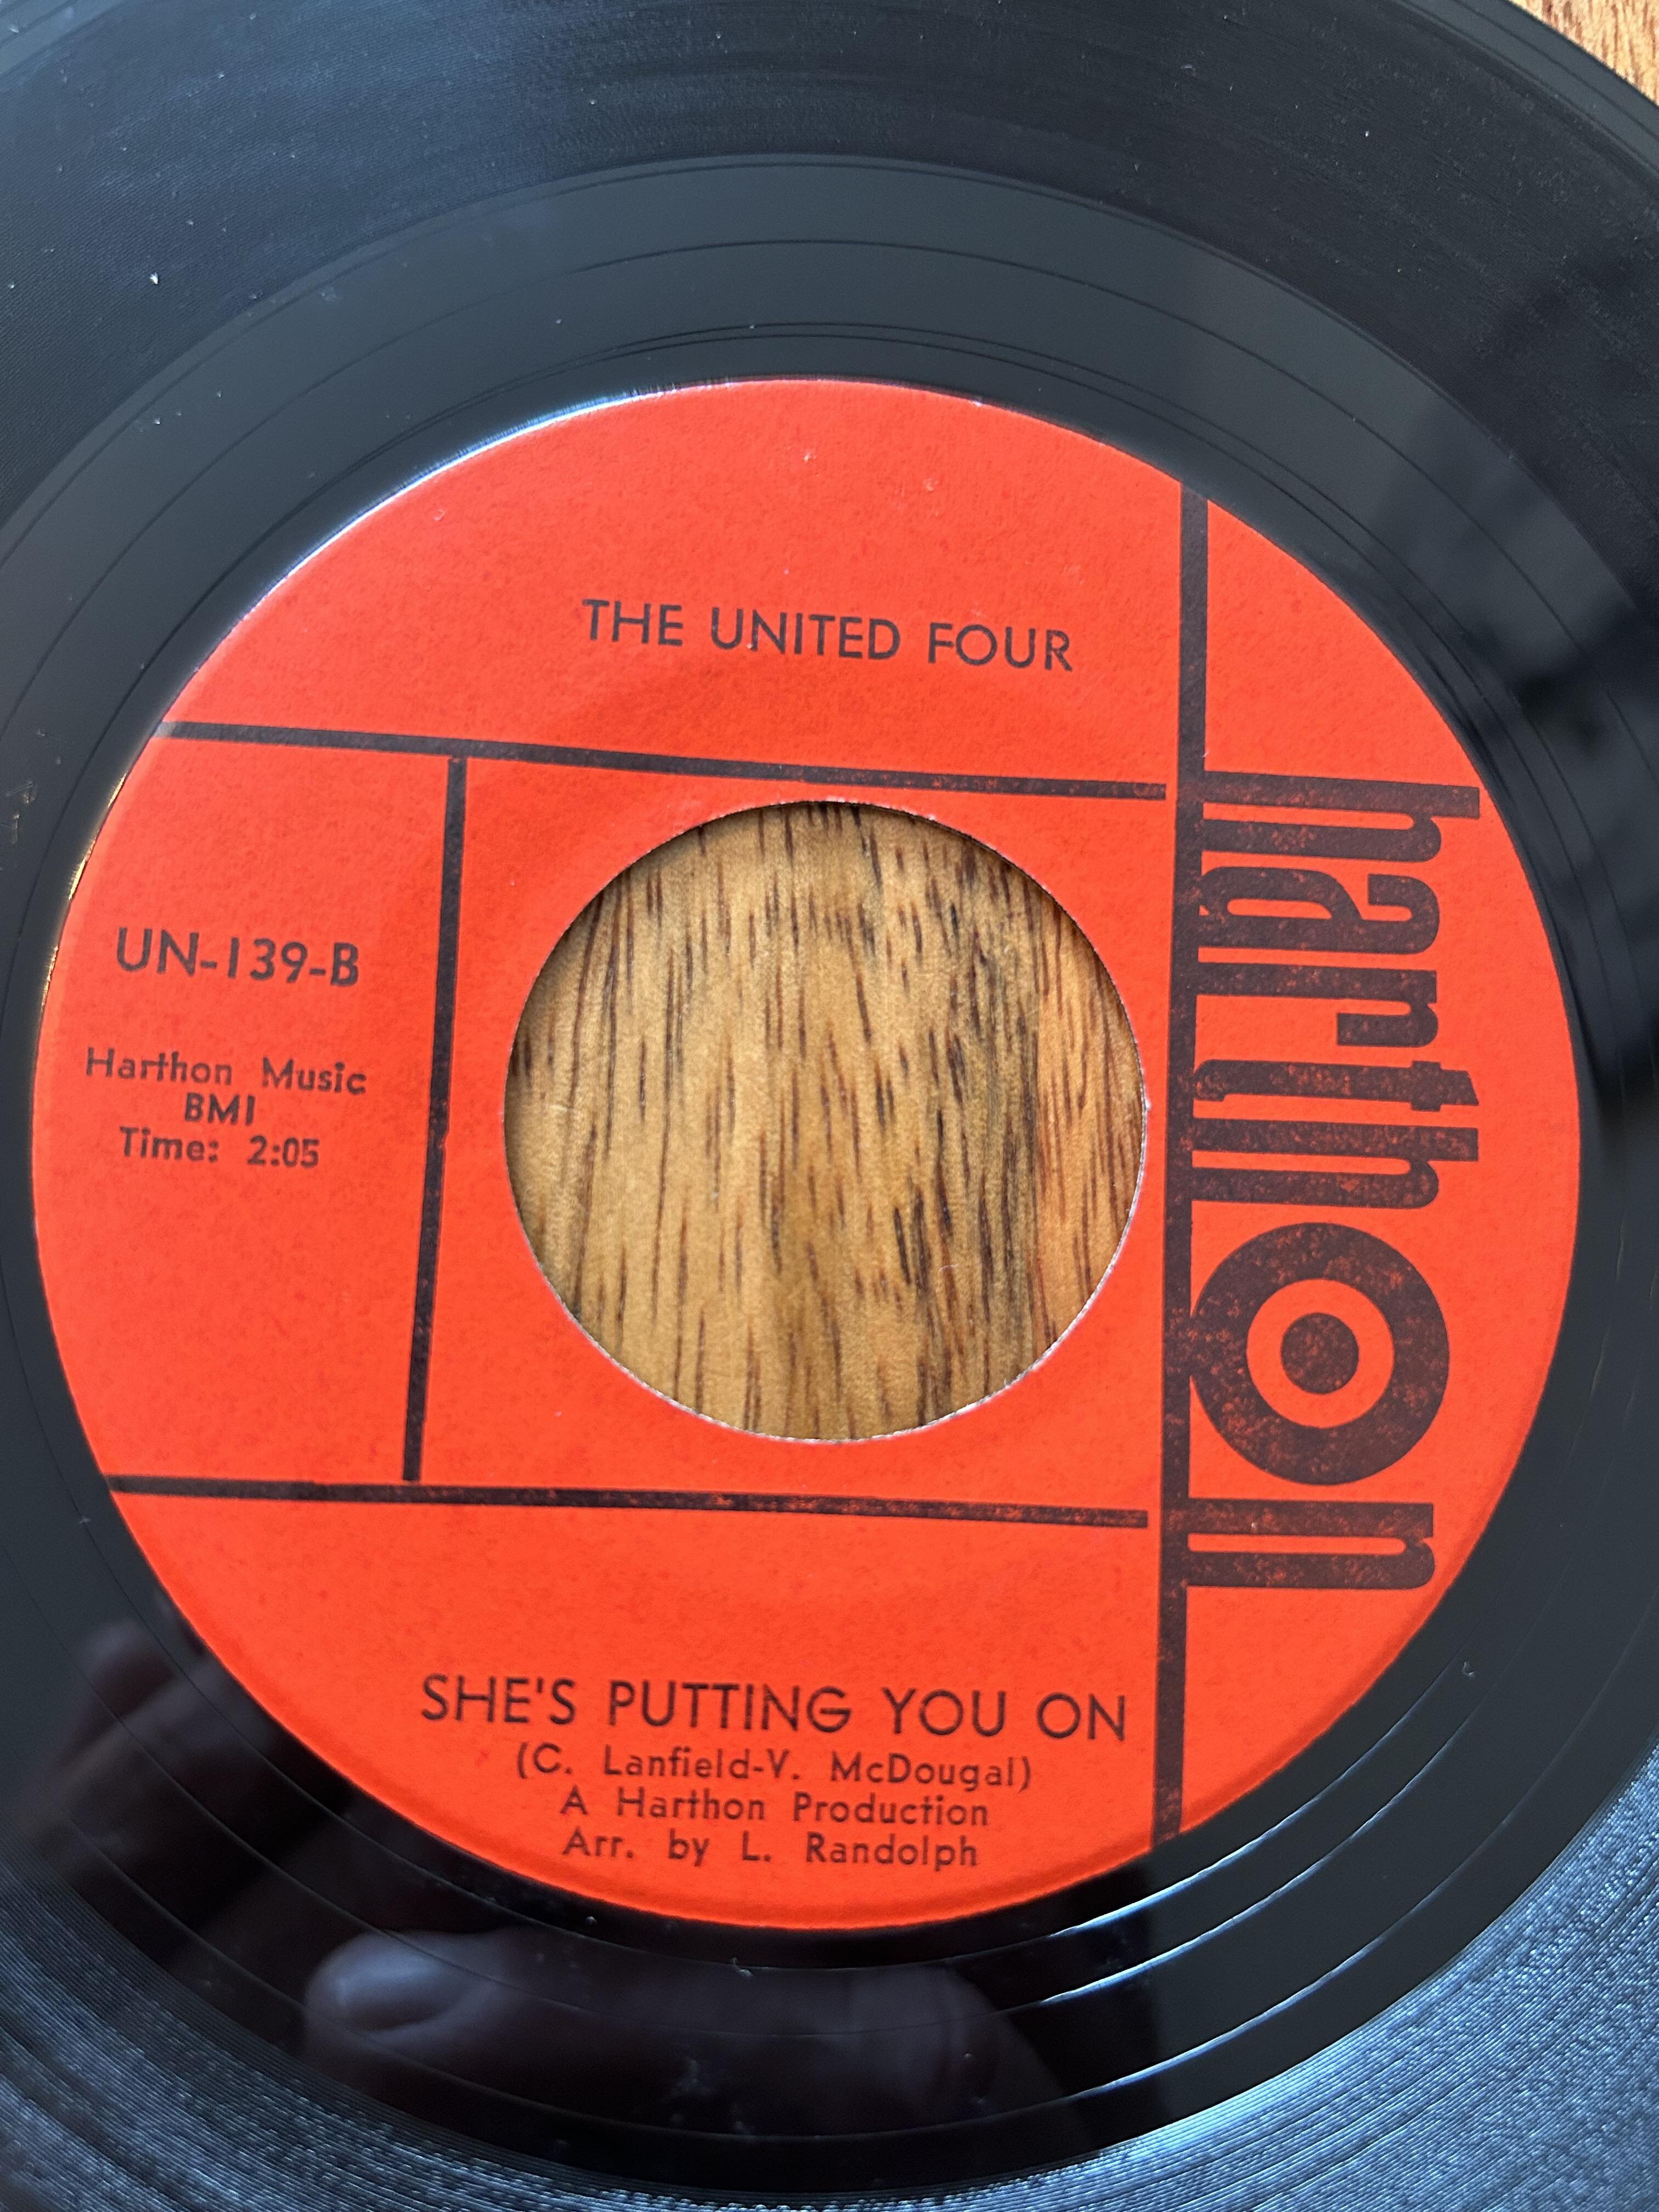 THE UNITED FOUR
harthon
UN-139-B
Harthon Music
BMI
Time: 2:05
SHE'S PUTTING YOU ON
(C. Lanfield-V. McDougal)
A Harthon Production
Arr. by L. Randolph